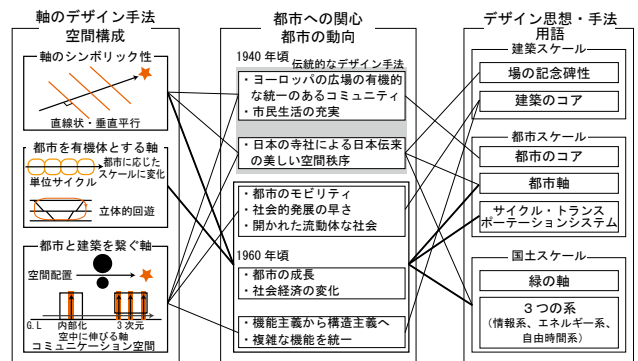 軸のデザイン手法
空間構成
軸のシンボリック性
直線状・垂直平行
都市を有機体とする軸
都市に応じた
スケールに変化
単位サイクル
立体的回遊
都市と建築を繋ぐ軸
空間配置
G.L
内部化
3次元
空中に伸びる軸
コミュニケーション空間
都市への関心
都市の動向
1940年頃
伝統的なデザイン手法
・ヨーロッパの広場の有機的
な統一のあるコミュニティ
・市民生活の充実
・日本の寺社による日本伝来
の美しい空間秩序
・都市のモビリティ
・社会的発展の早さ
・開かれた流動体な社会
1960年頃
・都市の成長
・社会経済の変化
・機能主義から構造主義へ
・複雑な機能を統一
デザイン思想・手法
用語
建築スケール
場の記念碑性
建築のコア
都市スケール
都市のコア
都市軸
サイクル・トランス
ポーテーションシステム
国土スケール
緑の軸
3つの系
(情報系、エネルギー系、
自由時間系)